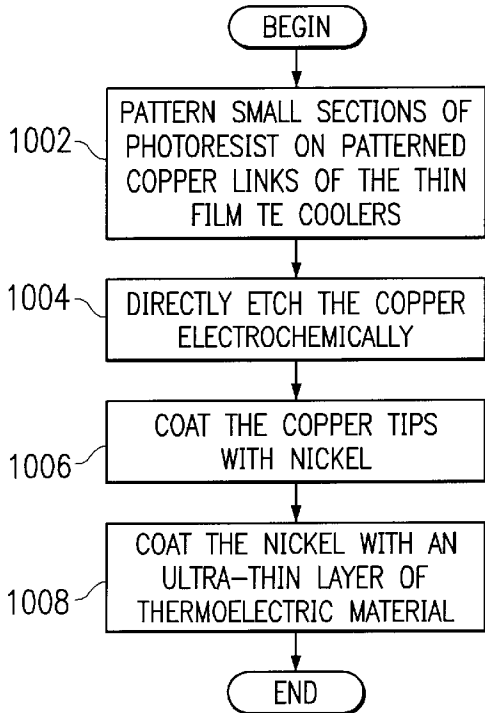 BEGIN
1002
PATTERN SMALL SECTIONS OF
PHOTORESIST ON PATTERNED
COPPER LINKS OF THE THIN
FILM TE COOLERS
1004
DIRECTLY ETCH THE COPPER
ELECTROCHEMICALLY
1006
COAT THE COPPER TIPS
WITH NICKEL
1008
COAT THE NICKEL WITH AN
ULTRA-THIN LAYER OF
THERMOELECTRIC MATERIAL
END